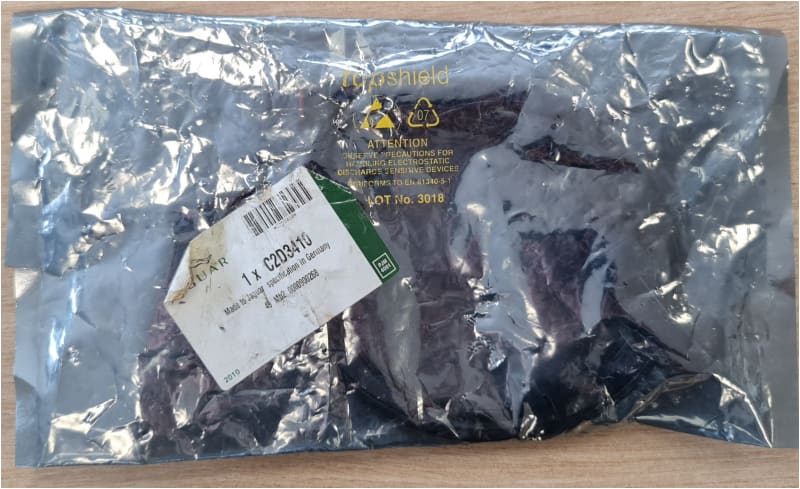 topshield
07
ATTENTION
OBSERVE PRECAUTIONS FOR
HANDLING ELECTROSTATIC
DISCHARGE SENSITIVE DEVICES
CONFORMS TO EN 61340-5-1
LOT No. 3018
GUAR
1 x C2D3410
Made to Jaguar specification in Germany
2010